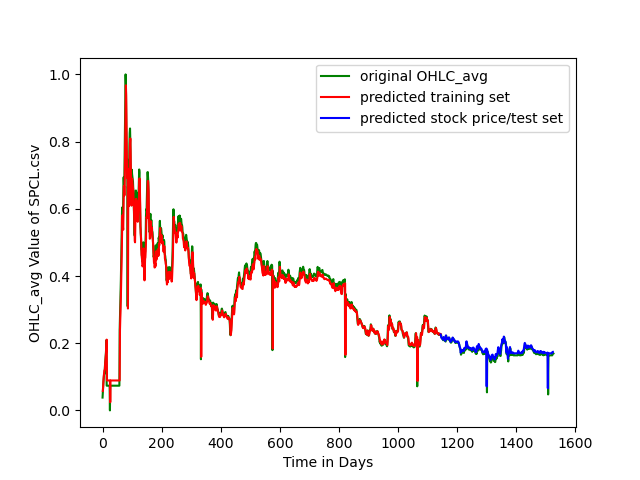 original OHLC_avg
predicted training set
predicted stock price/test set
OHLC_avg Value of SPCL.csv
1.0
0.8
0.6
0.4
0.2
0.0
0 200 400 600 800 1000 1200 1400 1600
Time in Days